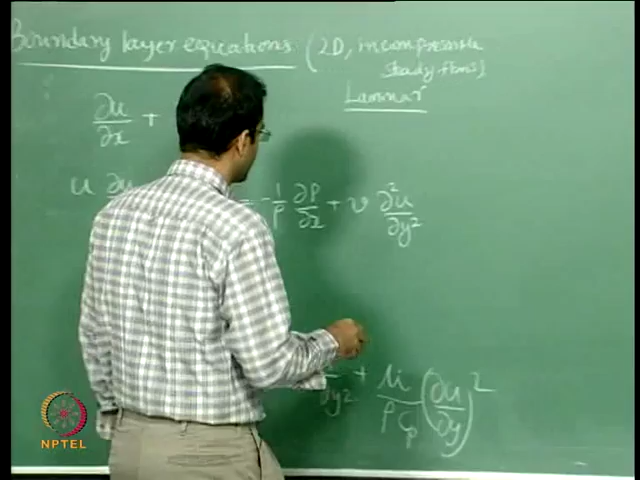 Boundary layer equations (2D, incompressible
steady flows)
Laminar
∂u/∂x +
u ∂u = -1/ρ ∂P/∂x + ν ∂²u/∂y²
∂y² + μ/ρCp (∂u/∂y)²
NPTEL